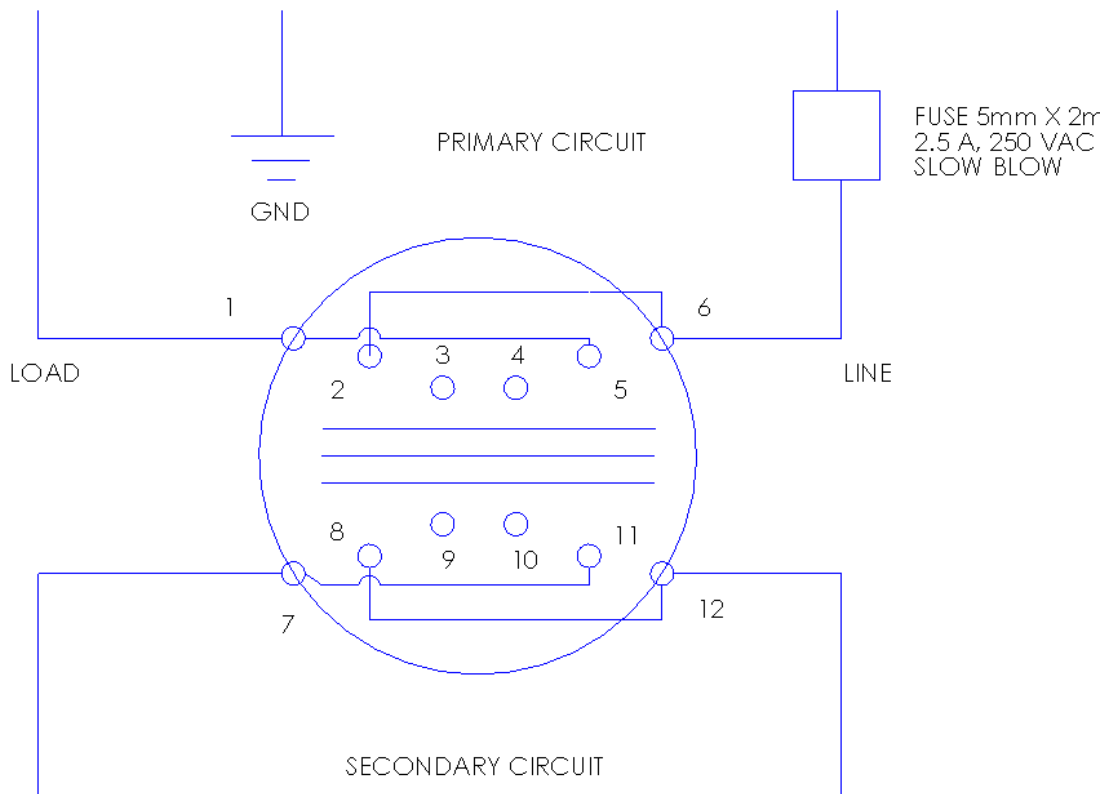 FUSE 5mm X 2m
2.5 A, 250 VAC
SLOW BLOW
PRIMARY CIRCUIT
GND
1
6
3
4
LOAD
LINE
2
5
8
11
9
10
7
12
SECONDARY CIRCUIT